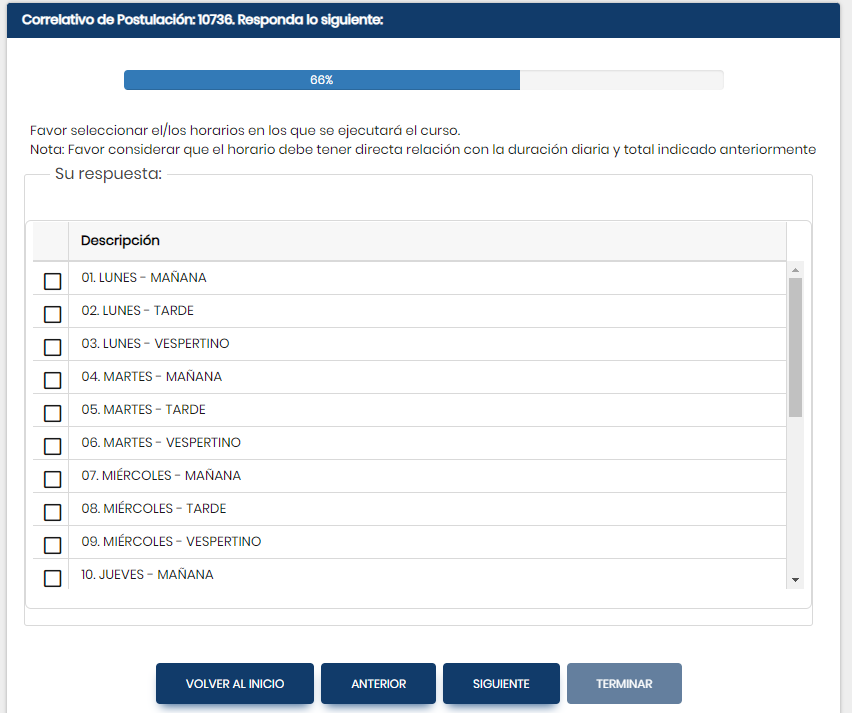 Correlativo de Postulación: 10736. Responda lo siguiente:
66%
Favor seleccionar el/los horarios en los que se ejecutará el curso.
Nota: Favor considerar que el horario debe tener directa relación con la duración diaria y total indicado anteriormente
Su respuesta:
Descripción
01. LUNES - MAÑANA
02. LUNES - TARDE
03. LUNES - VESPERTINO
04. MARTES - MAÑANA
05. MARTES - TARDE
06. MARTES - VESPERTINO
07. MIÉRCOLES - MAÑANA
08. MIÉRCOLES - TARDE
09. MIÉRCOLES - VESPERTINO
10. JUEVES - MAÑANA
VOLVER AL INICIO ANTERIOR SIGUIENTE TERMINAR